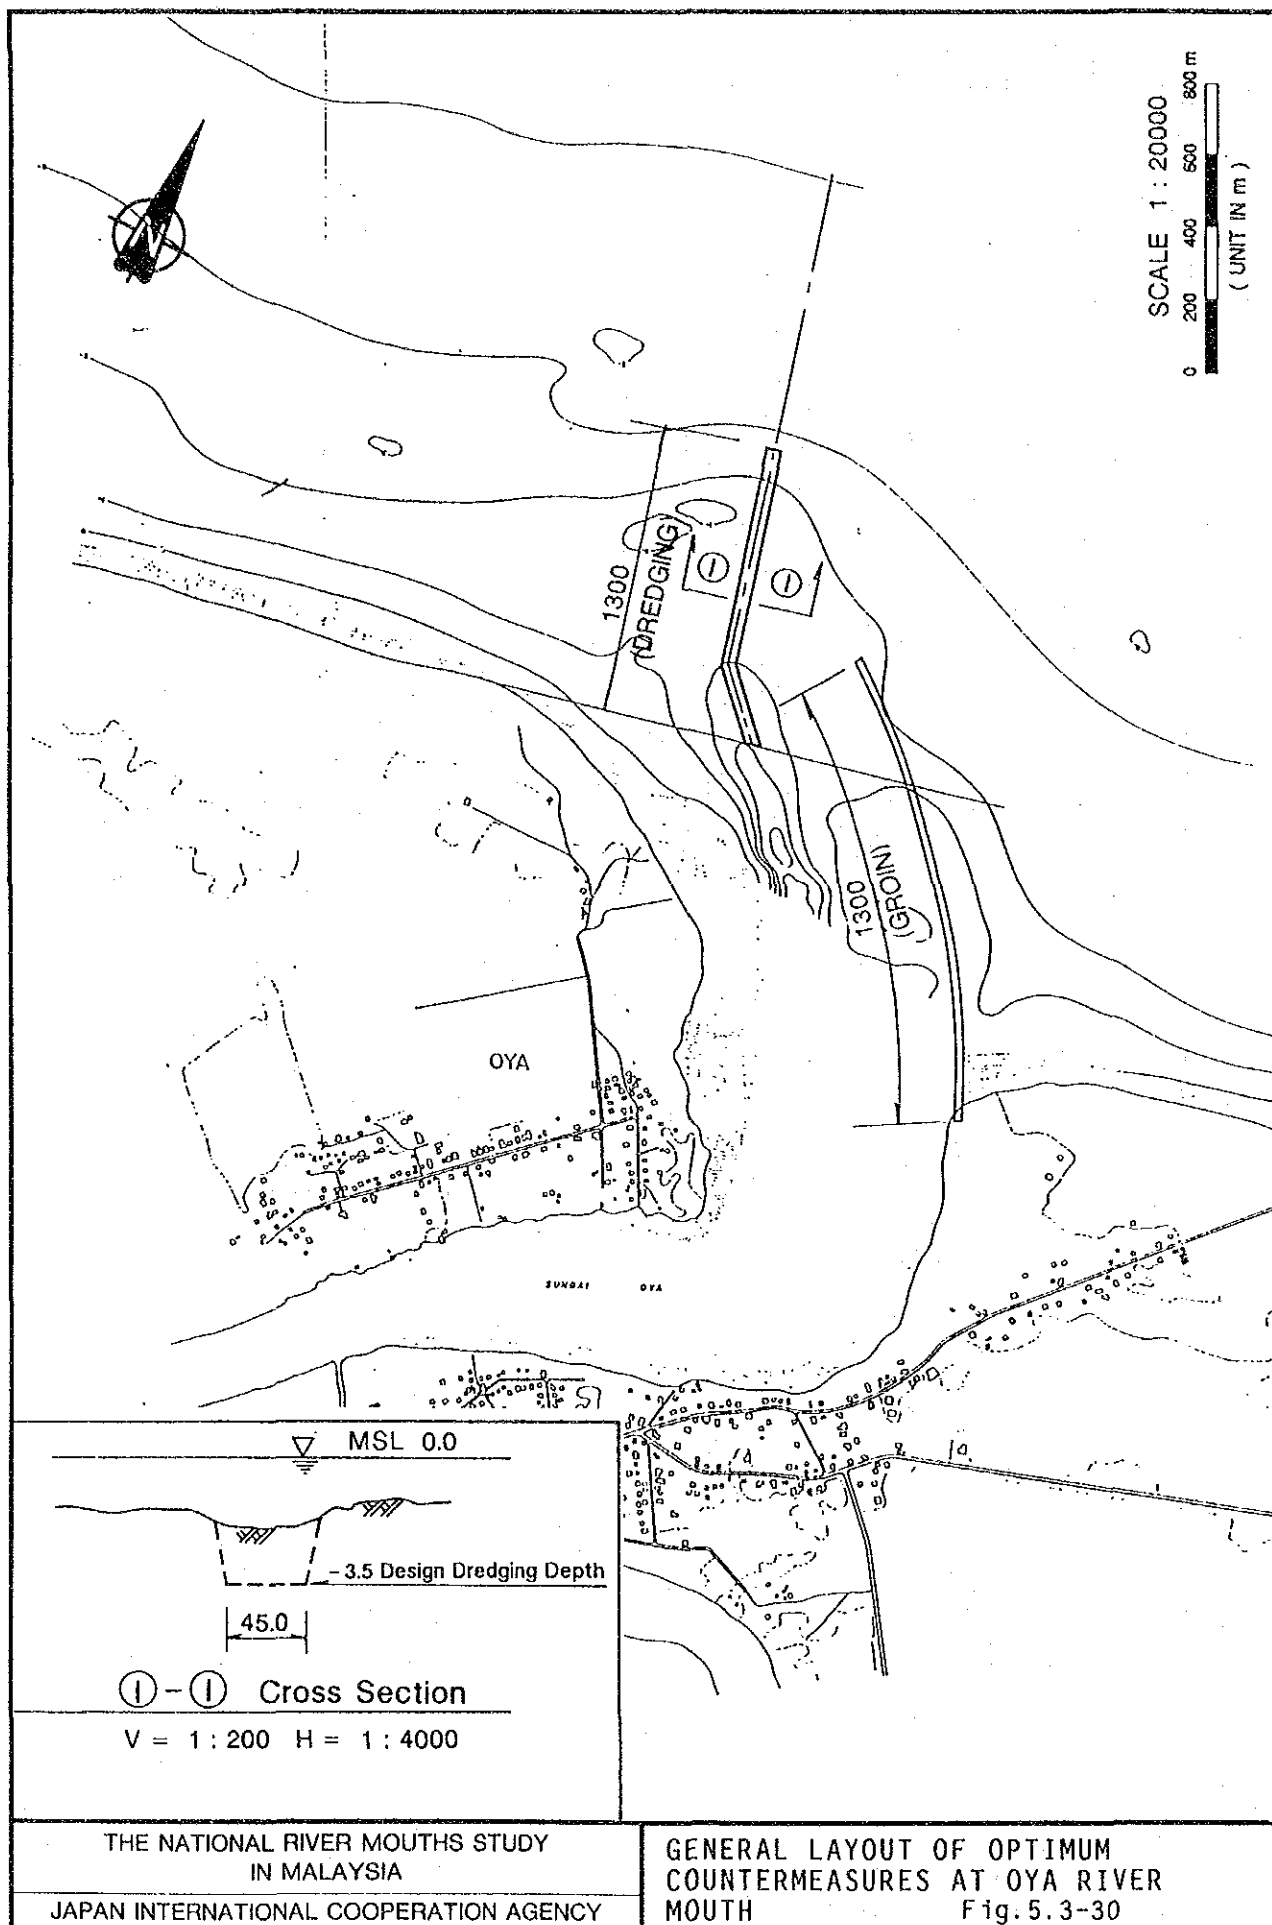 SCALE 1 : 20000
0 200 400 600 800 m
( UNIT IN m )
1300
(DREDGING)
1
1
1300
(GROIN)
OYA
SUNGAI OYA
MSL 0.0
-3.5 Design Dredging Depth
45.0
1 - 1 Cross Section
V = 1 : 200 H = 1 : 4000
THE NATIONAL RIVER MOUTHS STUDY
IN MALAYSIA
JAPAN INTERNATIONAL COOPERATION AGENCY
GENERAL LAYOUT OF OPTIMUM
COUNTERMEASURES AT OYA RIVER
MOUTH Fig.5.3-30